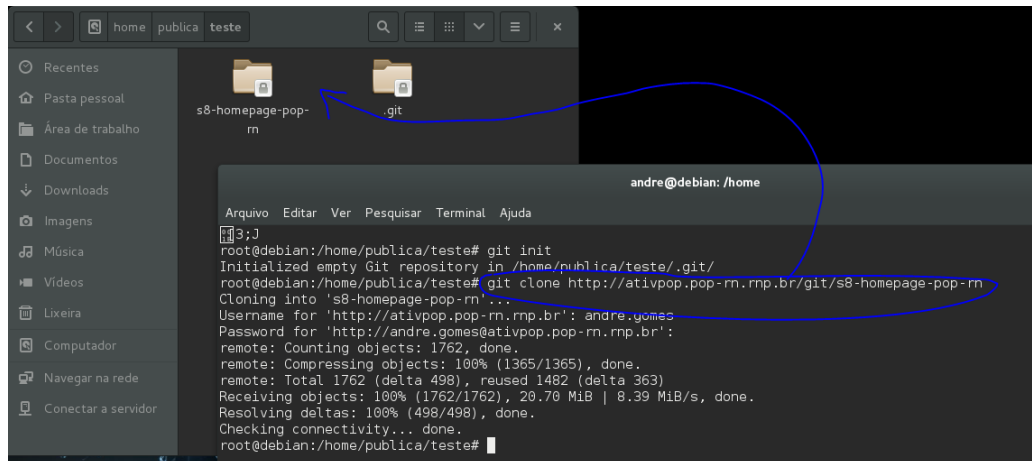 home publica teste
Recentes
Pasta pessoal
Área de trabalho
Documentos
Downloads
Imagens
Música
Vídeos
Lixeira
Computador
Navegar na rede
Conectar a servidor
s8-homepage-pop-
rn
.git
andre@debian: /home
Arquivo Editar Ver Pesquisar Terminal Ajuda
3;J
root@debian:/home/publica/teste# git init
Initialized empty Git repository in /home/publica/teste/.git/
root@debian:/home/publica/teste# git clone http://ativpop.pop-rn.rnp.br/git/s8-homepage-pop-rn
Cloning into 's8-homepage-pop-rn'...
Username for 'http://ativpop.pop-rn.rnp.br': andre.gomes
Password for 'http://andre.gomes@ativpop.pop-rn.rnp.br':
remote: Counting objects: 1762, done.
remote: Compressing objects: 100% (1365/1365), done.
remote: Total 1762 (delta 498), reused 1482 (delta 363)
Receiving objects: 100% (1762/1762), 20.70 MiB | 8.39 MiB/s, done.
Resolving deltas: 100% (498/498), done.
Checking connectivity... done.
root@debian:/home/publica/teste#